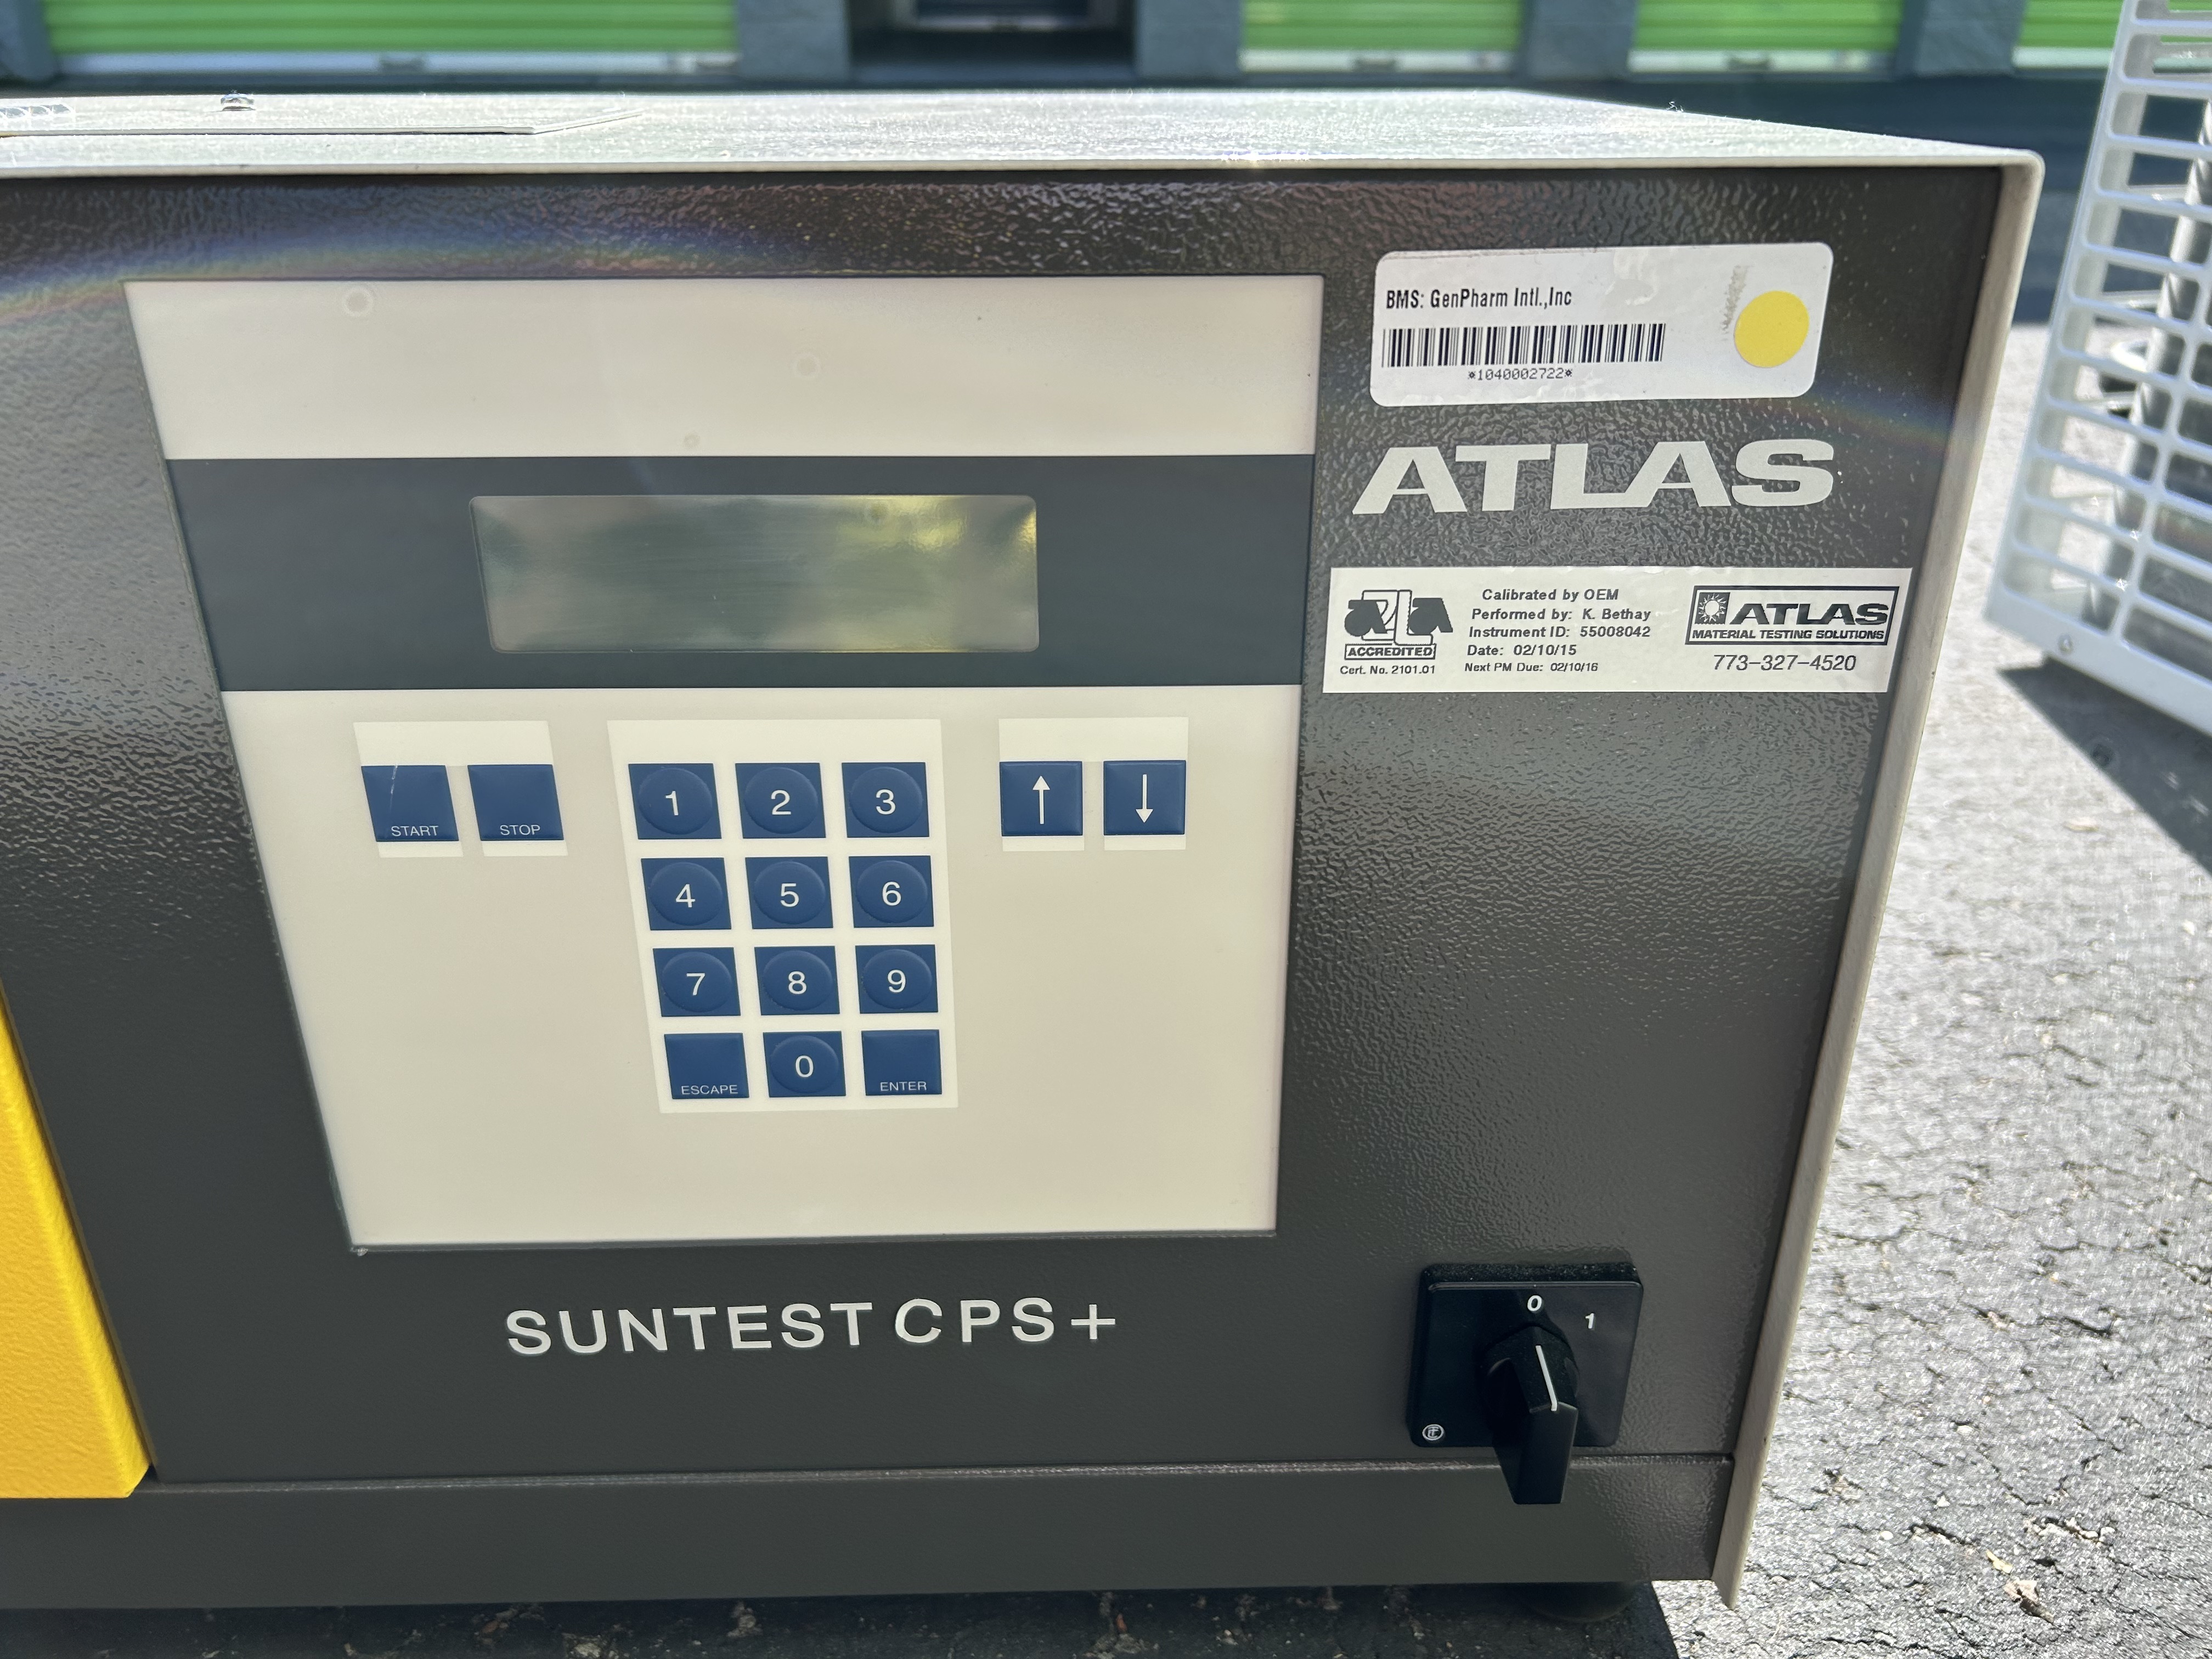 BMS: GenPharm Intl.,Inc
*1040002722*
ATLAS
a2la
ACCREDITED
Cert. No. 2101.01
Calibrated by OEM
Performed by: K. Bethay
Instrument ID: 55008042
Date: 02/10/15
Next PM Due: 02/10/16
ATLAS
MATERIAL TESTING SOLUTIONS
773-327-4520
START STOP
1 2 3
↑ ↓
4 5 6
7 8 9
ESCAPE 0 ENTER
SUNTEST CPS+
0 1